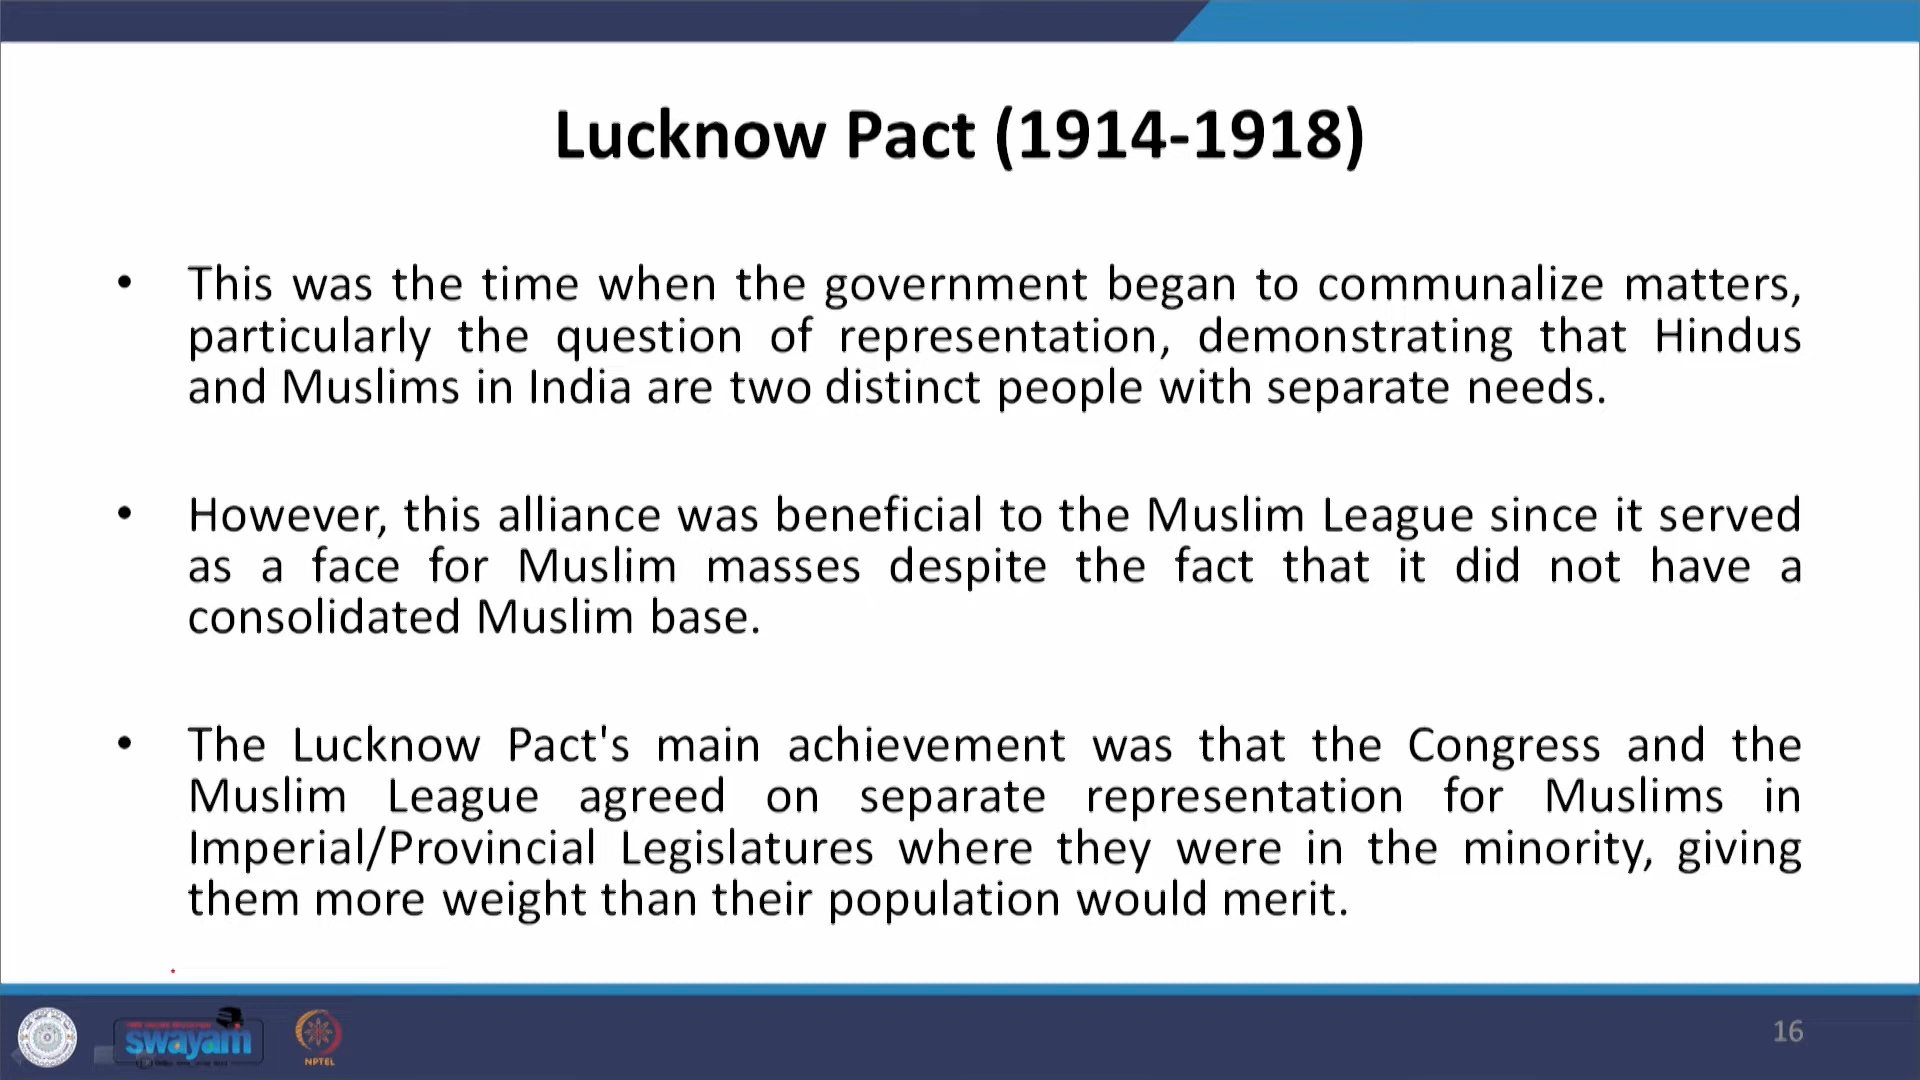 Lucknow Pact (1914-1918)
• This was the time when the government began to communalize matters,
particularly the question of representation, demonstrating that Hindus
and Muslims in India are two distinct people with separate needs.
• However, this alliance was beneficial to the Muslim League since it served
as a face for Muslim masses despite the fact that it did not have a
consolidated Muslim base.
• The Lucknow Pact's main achievement was that the Congress and the
Muslim League agreed on separate representation for Muslims in
Imperial/Provincial Legislatures where they were in the minority, giving
them more weight than their population would merit.
swayam
NPTEL
16